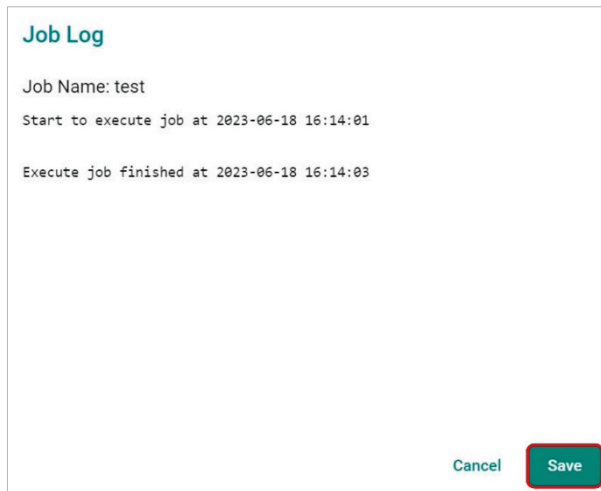 Job Log
Job Name: test
Start to execute job at 2023-06-18 16:14:01
Execute job finished at 2023-06-18 16:14:03
Cancel Save